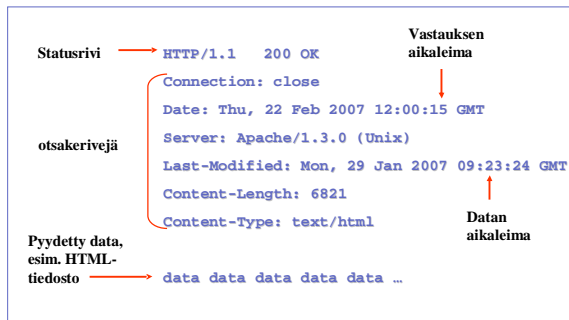 Vastauksen
aikaleima
Statusrivi
HTTP/1.1 200 OK
Connection: close
Date: Thu, 22 Feb 2007 12:00:15 GMT
otsakerivejä
Server: Apache/1.3.0 (Unix)
Last-Modified: Mon, 29 Jan 2007 09:23:24 GMT
Content-Length: 6821
Content-Type: text/html
Datan
aikaleima
Pyydetty data,
esim. HTML-
tiedosto
data data data data data …